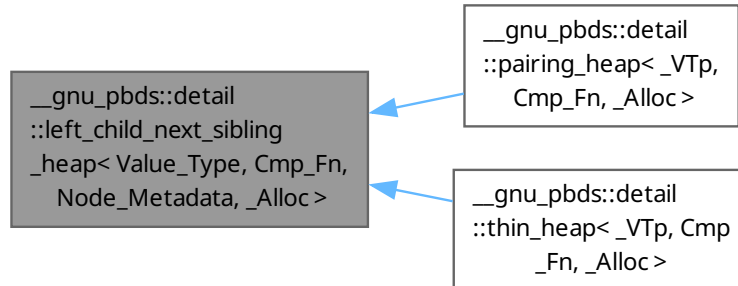 __gnu_pbds::detail
::left_child_next_sibling
_heap< Value_Type, Cmp_Fn,
Node_Metadata, _Alloc >
__gnu_pbds::detail
::pairing_heap< _VTp,
Cmp_Fn, _Alloc >
__gnu_pbds::detail
::thin_heap< _VTp, Cmp
_Fn, _Alloc >